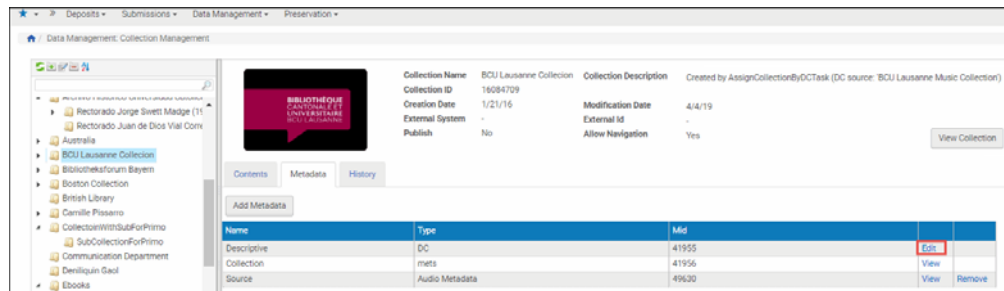 Deposits Submissions Data Management Preservation
/ Data Management: Collection Management
Rectorado Jorge Swett Madge (19
Rectorado Juan de Dios Vial Corre
Australia
BCU Lausanne Collecion
Bibliotheksforum Bayern
Boston Collection
British Library
Camille Pissarro
CollectoinWithSubForPrimo
SubCollectionForPrimo
Communication Department
Deniliquin Gaol
Ebooks
BIBLIOTHÈQUE
CANTONALE ET
UNIVERSITAIRE
BCU LAUSANNE
Collection Name BCU Lausanne Collecion Collection Description Created by AssignCollectionByDCTask (DC source: 'BCU Lausanne Music Collection)
Collection ID 16084709
Creation Date 1/21/16 Modification Date 4/4/19
External System - External Id -
Publish No Allow Navigation Yes
View Collection
Contents Metadata History
Add Metadata
Name Type Mid
Descriptive DC 41955 Edit
Collection mets 41956 View
Source Audio Metadata 49630 View Remove